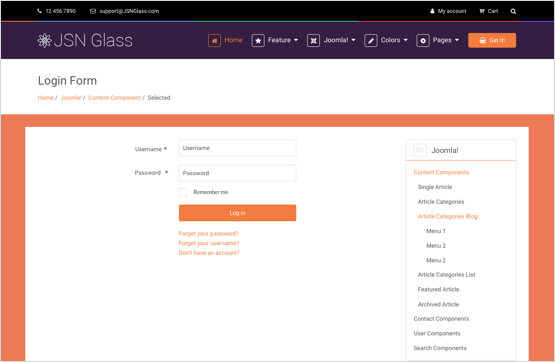 12 456 7890 support@JSNGlass.com My account Cart
JSN Glass Home Feature Joomla! Colors Pages Get It!
Login Form
Home / Joomla! / Content Component / Selected
Username * Username
Password * Password
Remember me
Log in
Forgot your password?
Forgot your username?
Don't have an account?
Joomla!
Content Components
Single Article
Article Categories
Article Categories Blog
Menu 1
Menu 2
Menu 2
Article Categories List
Featured Article
Archived Article
Contact Components
User Components
Search Components